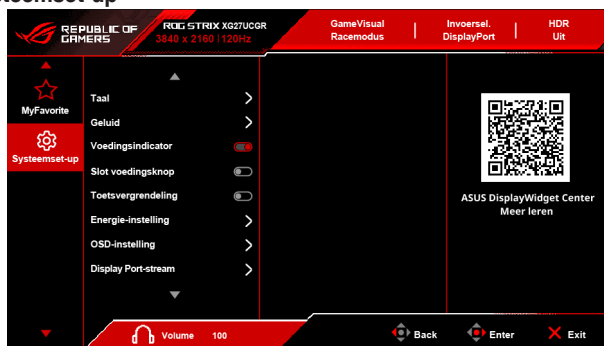 teemset-up
REPUBLIC OF
GAMERS
ROG STRIX XG27UCGR
3840 x 2160 | 120Hz
GameVisual
Racemodus
Invoersel.
DisplayPort
HDR
Uit
MyFavorite
Systeemset-up
Taal
Geluid
Voedingsindicator
Slot voedingsknop
Toetsvergrendeling
Energie-instelling
OSD-instelling
Display Port-stream
ASUS DisplayWidget Center
Meer leren
Volume 100
Back
Enter
Exit